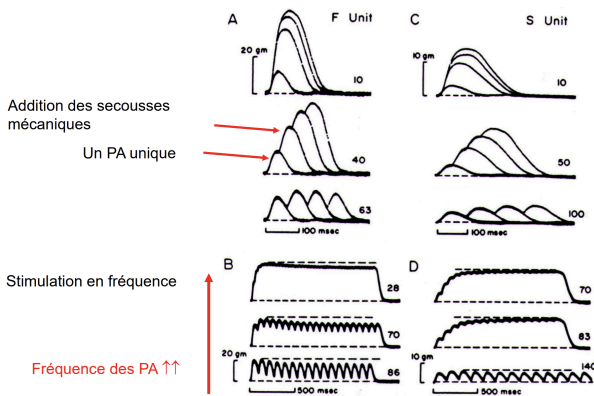 A F Unit
C S Unit
20 gm
10 gm
10
10
Addition des secousses
mécaniques
Un PA unique
40
50
63
100
100 msec
100 msec
B
D
Stimulation en fréquence
28
70
70
83
Fréquence des PA ↑↑
20 gm
10 gm
86
140
500 msec
500 msec